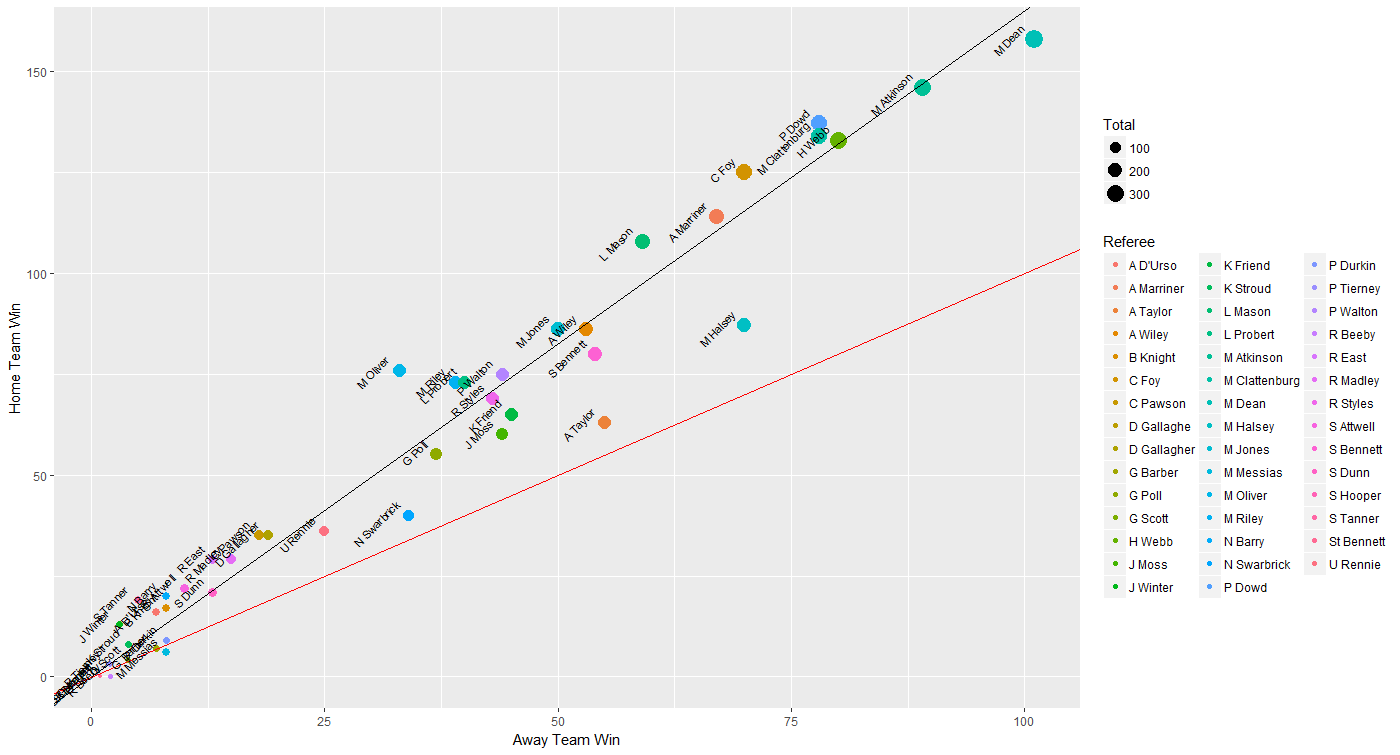 M Dean
M Atkinson
P Dowd
M Clattenburg
H Webb
C Foy
A Marriner
L Mason
M Jones
A Wiley
M Halsey
S Bennett
M Oliver
M Riley
L Probert
P Walton
R Styles
K Friend
J Moss
A Taylor
G Poll
N Swarbrick
U Rennie
C Pawson
D Gallagher
R East
R Madley
S Dunn
S Tanner
N Barry
J Winter
M Messias
150
100
50
0
0
25
50
75
100
Home Team Win
Away Team Win
Total
100
200
300
Referee
A D'Urso
A Marriner
A Taylor
A Wiley
B Knight
C Foy
C Pawson
D Gallaghe
D Gallagher
G Barber
G Poll
G Scott
H Webb
J Moss
J Winter
K Friend
K Stroud
L Mason
L Probert
M Atkinson
M Clattenburg
M Dean
M Halsey
M Jones
M Messias
M Oliver
M Riley
N Barry
N Swarbrick
P Dowd
P Durkin
P Tierney
P Walton
R Beeby
R East
R Madley
R Styles
S Attwell
S Bennett
S Dunn
S Hooper
S Tanner
St Bennett
U Rennie